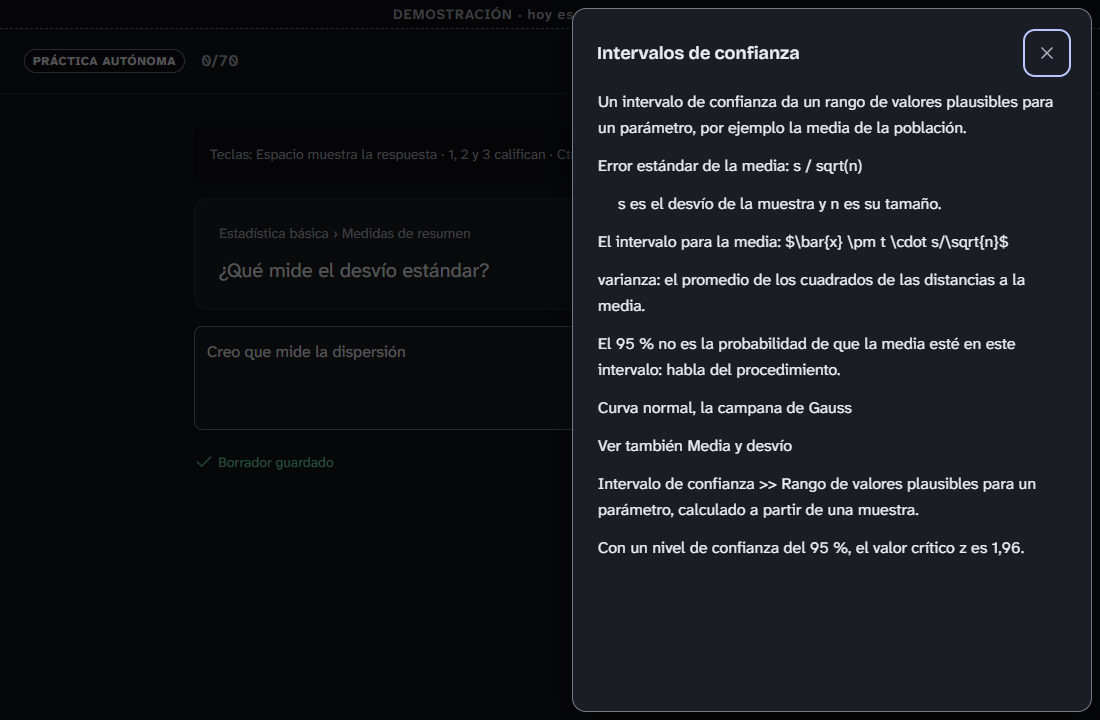 DEMOSTRACIÓN · hoy es
PRÁCTICA AUTÓNOMA 0/70
Teclas: Espacio muestra la respuesta · 1, 2 y 3 califican ·
Estadística básica › Medidas de resumen
¿Qué mide el desvío estándar?
Creo que mide la dispersión
Borrador guardado
Intervalos de confianza
Un intervalo de confianza da un rango de valores plausibles para
un parámetro, por ejemplo la media de la población.
Error estándar de la media: s / sqrt(n)
s es el desvío de la muestra y n es su tamaño.
El intervalo para la media: $\bar{x} \pm t \cdot s/\sqrt{n}$
varianza: el promedio de los cuadrados de las distancias a la
media.
El 95 % no es la probabilidad de que la media esté en este
intervalo: habla del procedimiento.
Curva normal, la campana de Gauss
Ver también Media y desvío
Intervalo de confianza >> Rango de valores plausibles para un
parámetro, calculado a partir de una muestra.
Con un nivel de confianza del 95 %, el valor crítico z es 1,96.